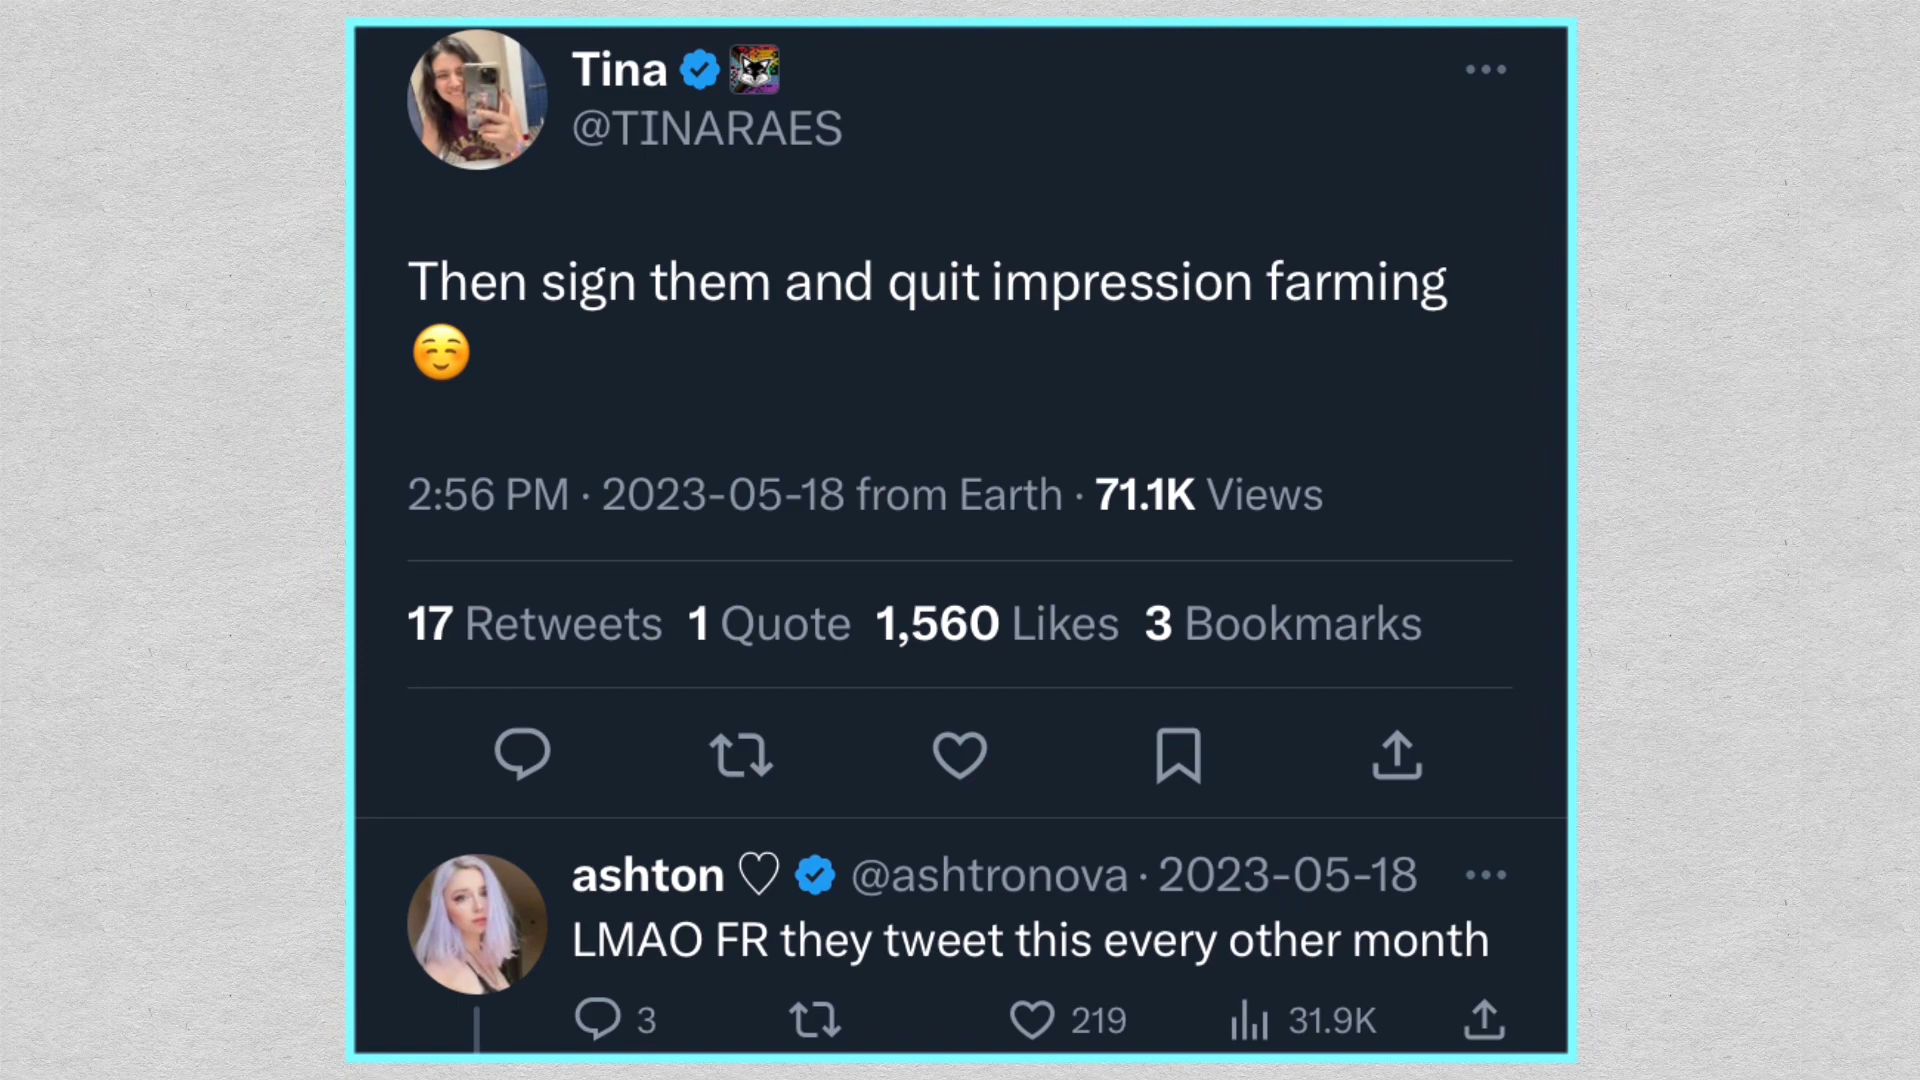 Tina
@TINARAES
Then sign them and quit impression farming
☺️
2:56 PM · 2023-05-18 from Earth · 71.1K Views
17 Retweets 1 Quote 1,560 Likes 3 Bookmarks
ashton ♡ @ashtronova · 2023-05-18
LMAO FR they tweet this every other month
3 219 31.9K